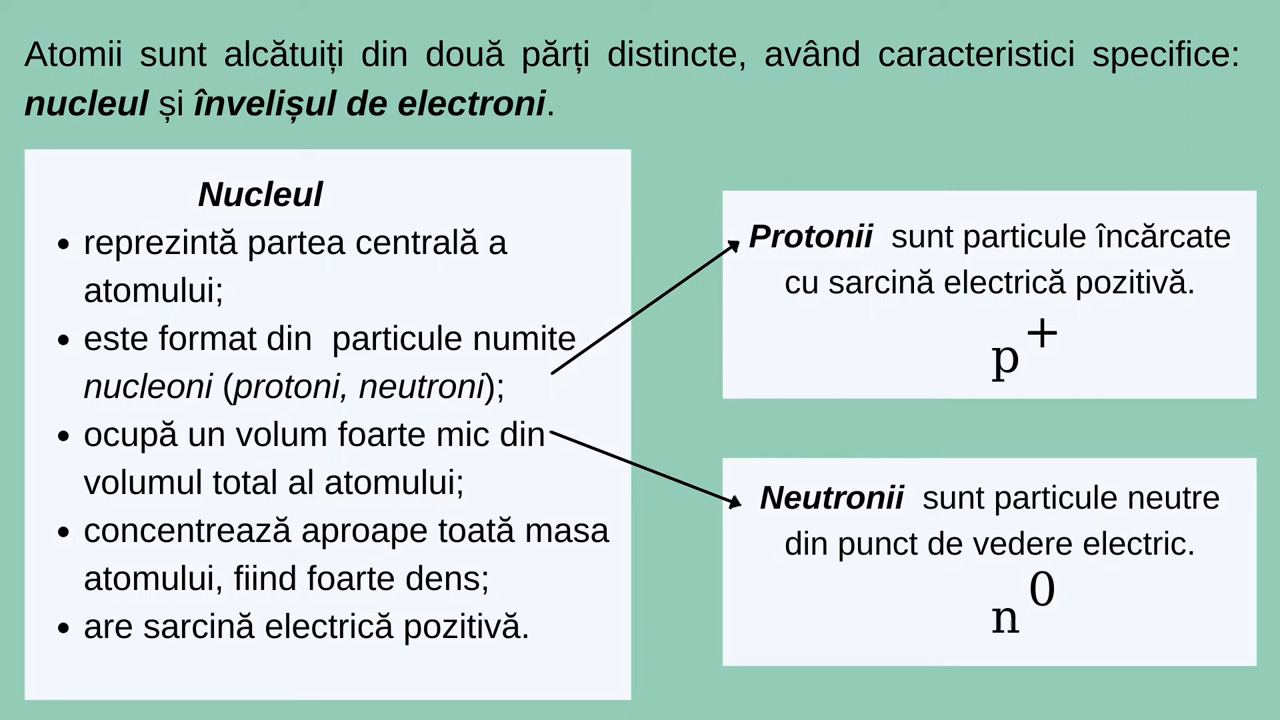 Atomii sunt alcătuiți din două părți distincte, având caracteristici specifice:
nucleul și învelișul de electroni.
Nucleul
• reprezintă partea centrală a
atomului;
• este format din particule numite
nucleoni (protoni, neutroni);
• ocupă un volum foarte mic din
volumul total al atomului;
• concentrează aproape toată masa
atomului, fiind foarte dens;
• are sarcină electrică pozitivă.
Protonii sunt particule încărcate
cu sarcină electrică pozitivă.
p⁺
Neutronii sunt particule neutre
din punct de vedere electric.
n⁰